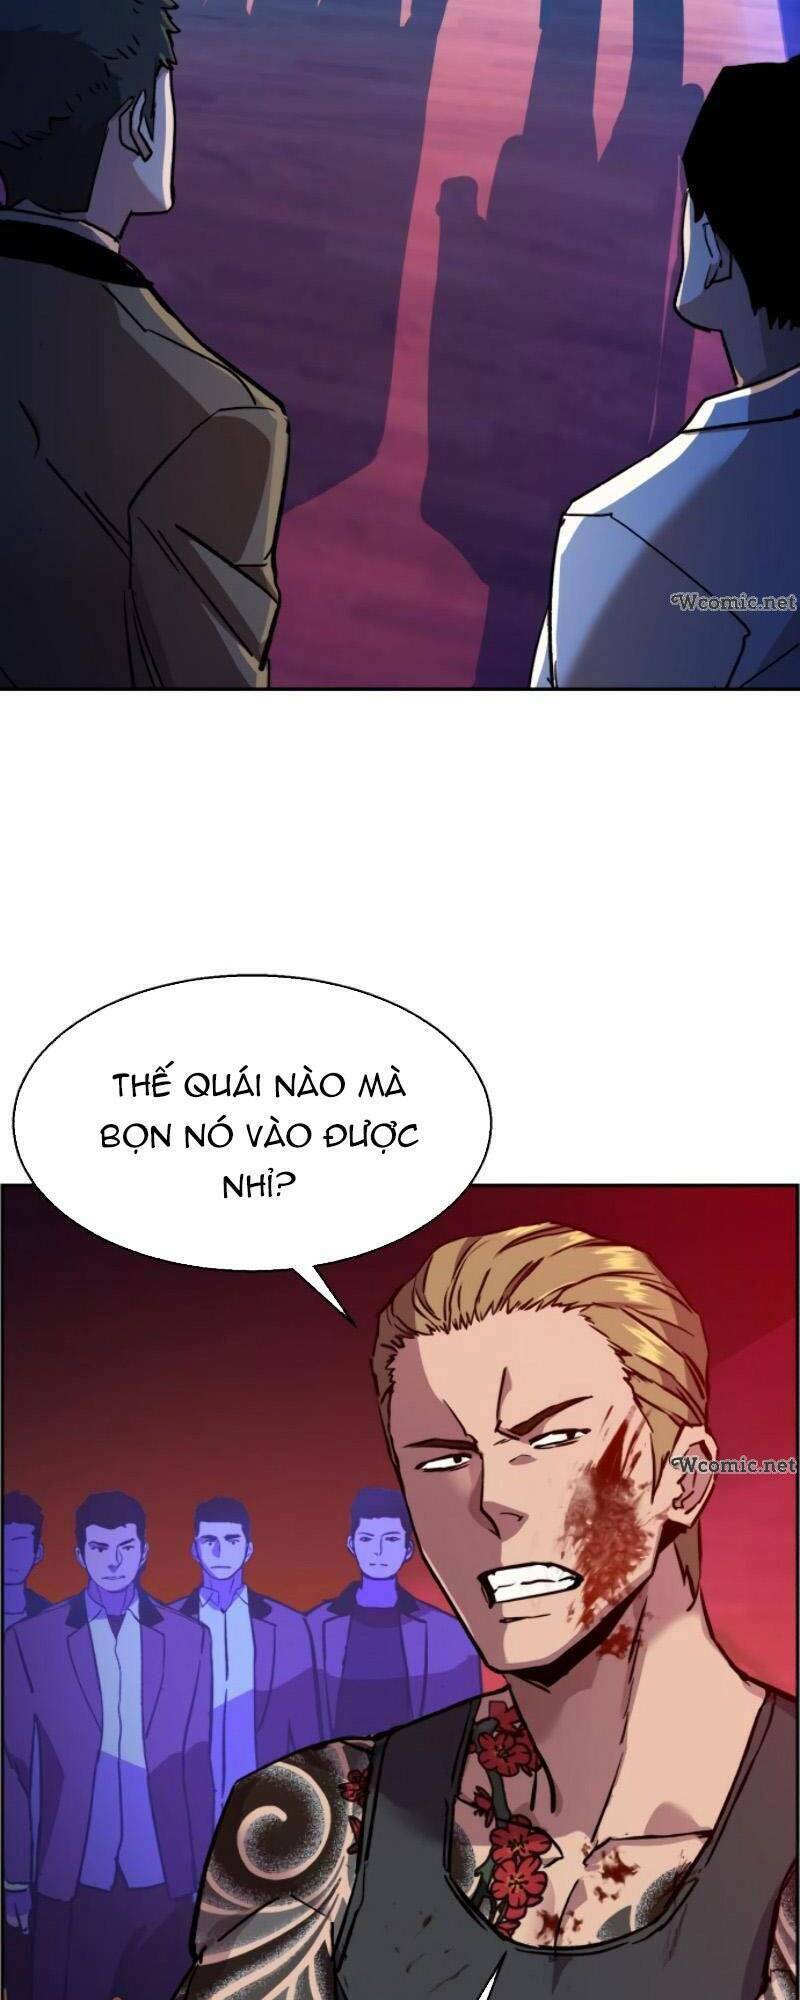 Wcomic.net
THẾ QUÁI NÀO MÀ
BỌN NÓ VÀO ĐƯỢC
NHỈ?
Wcomic.net